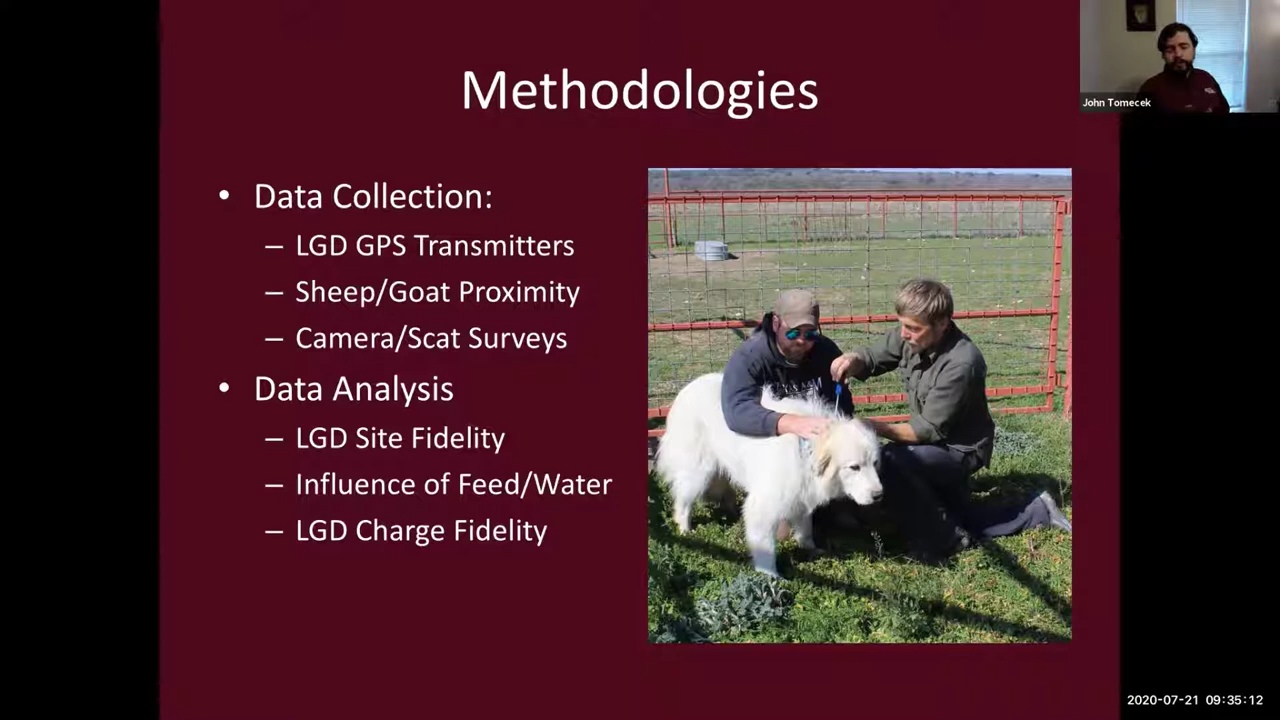 Methodologies
John Tomecek
• Data Collection:
– LGD GPS Transmitters
– Sheep/Goat Proximity
– Camera/Scat Surveys
• Data Analysis
– LGD Site Fidelity
– Influence of Feed/Water
– LGD Charge Fidelity
2020-07-21 09:35:12